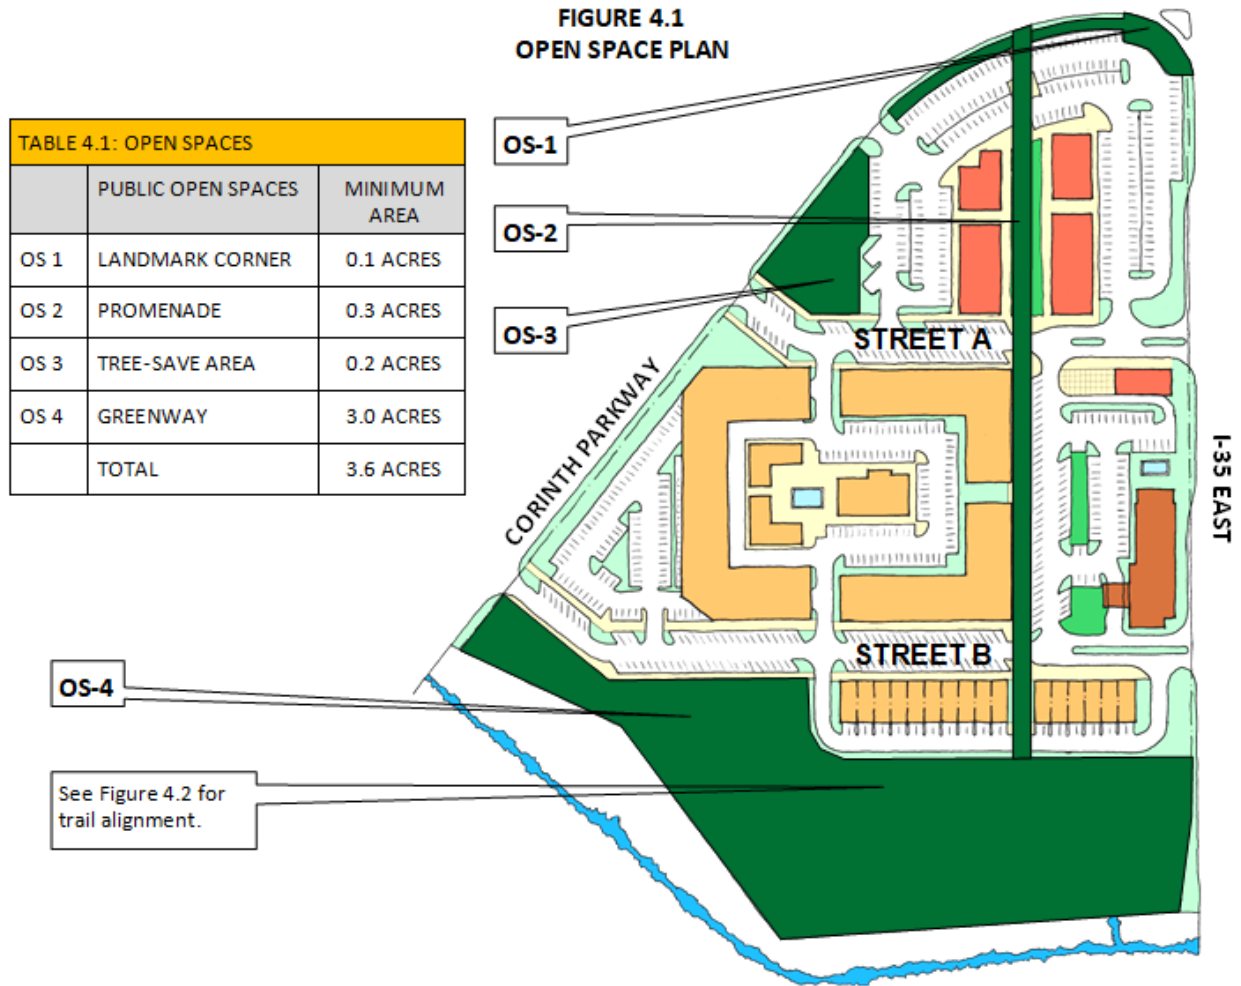 FIGURE 4.1
OPEN SPACE PLAN
TABLE 4.1: OPEN SPACES
PUBLIC OPEN SPACES
MINIMUM
AREA
OS 1 LANDMARK CORNER 0.1 ACRES
OS 2 PROMENADE 0.3 ACRES
OS 3 TREE-SAVE AREA 0.2 ACRES
OS 4 GREENWAY 3.0 ACRES
TOTAL 3.6 ACRES
OS-1
OS-2
OS-3
STREET A
CORINTH PARKWAY
I-35 EAST
STREET B
OS-4
See Figure 4.2 for
trail alignment.